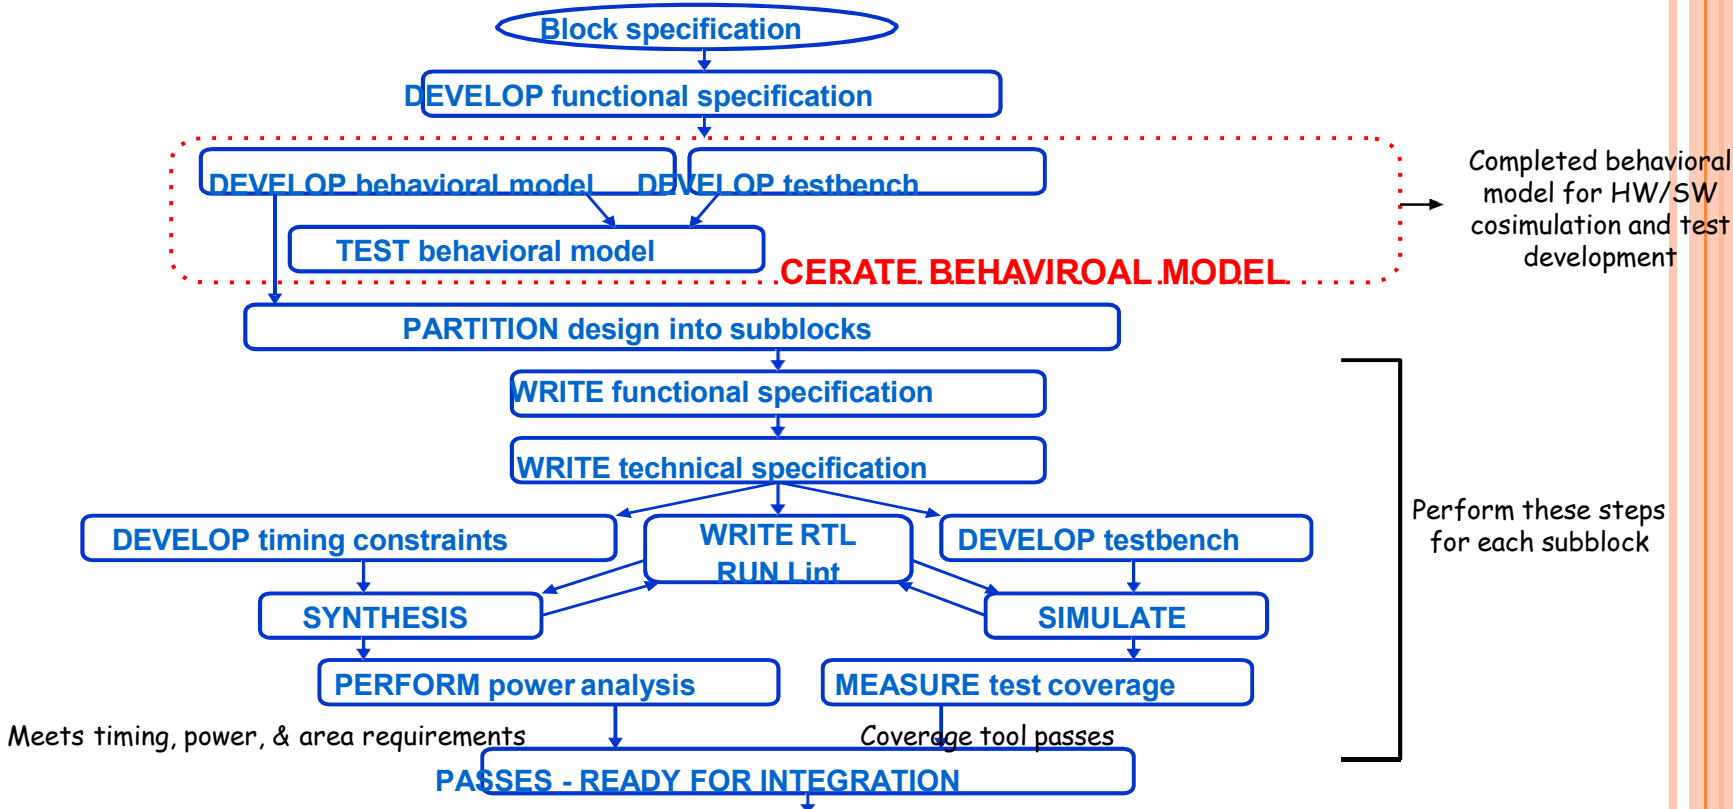 Block specification
DEVELOP functional specification
DEVELOP behavioral model
DEVELOP testbench
TEST behavioral model
CERATE BEHAVIROAL MODEL
Completed behavioral
model for HW/SW
cosimulation and test
development
PARTITION design into subblocks
WRITE functional specification
WRITE technical specification
DEVELOP timing constraints
WRITE RTL
RUN Lint
DEVELOP testbench
Perform these steps
for each subblock
SYNTHESIS
SIMULATE
PERFORM power analysis
MEASURE test coverage
Meets timing, power, & area requirements
Coverage tool passes
PASSES - READY FOR INTEGRATION